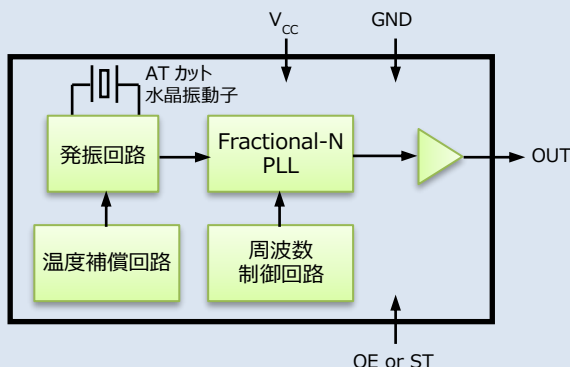 VCC
GND
AT カット
水晶振動子
発振回路
Fractional-N
PLL
OUT
温度補償回路
周波数
制御回路
OE or ST